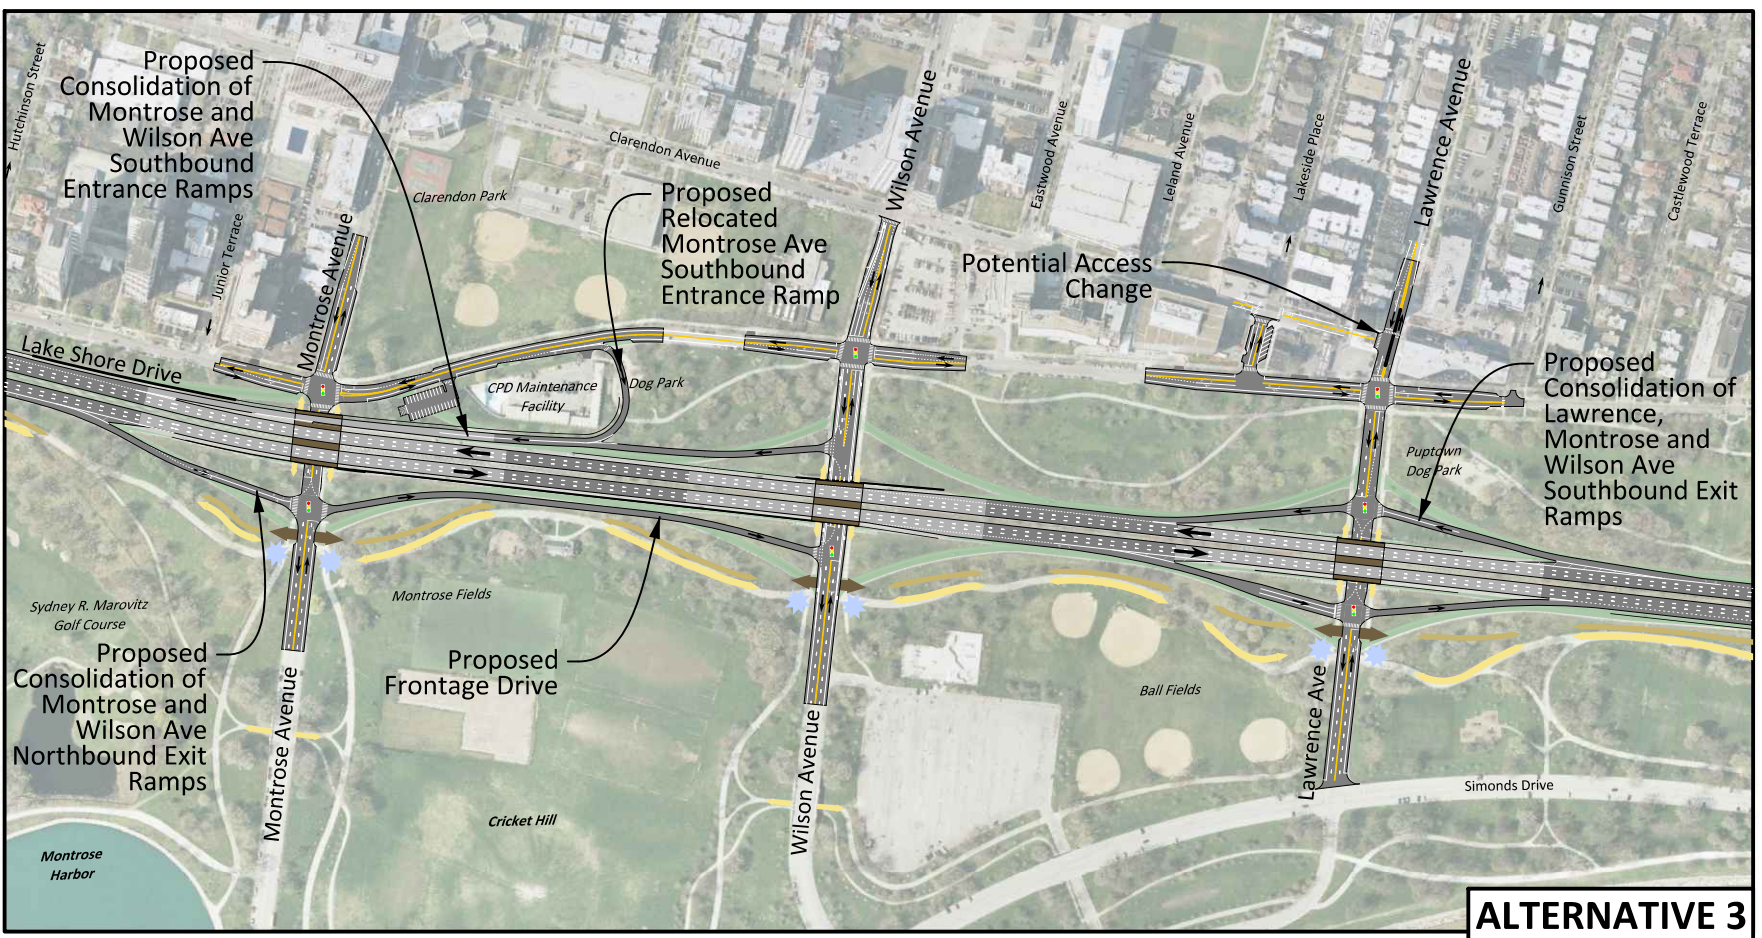 Hutchinson Street
Proposed
Consolidation of
Montrose and
Wilson Ave
Southbound
Entrance Ramps
Clarendon Avenue
Wilson Avenue
Eastwood Avenue
Leland Avenue
Lakeside Place
Lawrence Avenue
Gunnison Street
Castlewood Terrace
Clarendon Park
Proposed
Relocated
Montrose Ave
Southbound
Entrance Ramp
Junior Terrace
Montrose Avenue
Potential Access
Change
Lake Shore Drive
CPD Maintenance
Facility
Dog Park
Proposed
Consolidation of
Lawrence,
Montrose and
Wilson Ave
Southbound Exit
Ramps
Puptown
Dog Park
Sydney R. Marovitz
Golf Course
Montrose Fields
Proposed
Consolidation of
Montrose and
Wilson Ave
Northbound Exit
Ramps
Proposed
Frontage Drive
Ball Fields
Montrose Avenue
Wilson Avenue
Lawrence Ave
Simonds Drive
Cricket Hill
Montrose
Harbor
ALTERNATIVE 3